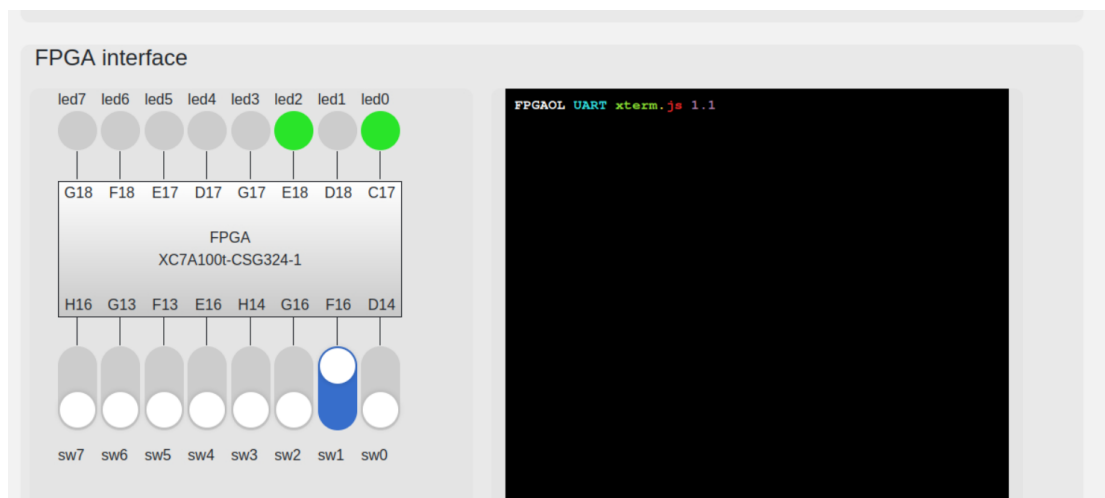 FPGA interface
led7 led6 led5 led4 led3 led2 led1 led0
G18 F18 E17 D17 G17 E18 D18 C17
FPGA
XC7A100t-CSG324-1
H16 G13 F13 E16 H14 G16 F16 D14
sw7 sw6 sw5 sw4 sw3 sw2 sw1 sw0
FPGAOL UART xterm.js 1.1